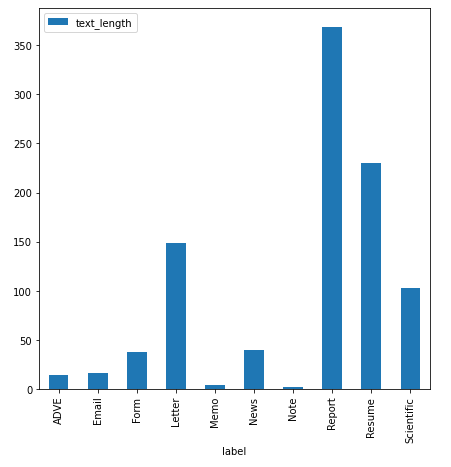 text_length
350
300
250
200
150
100
50
0
ADVE
Email
Form
Letter
Memo
News
Note
Report
Resume
Scientific
label